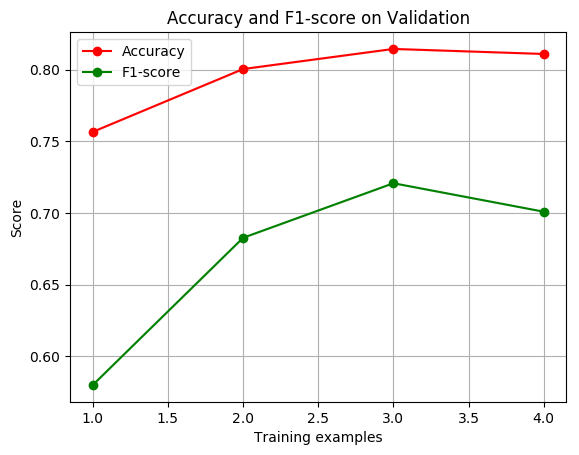 Accuracy and F1-score on Validation
Accuracy
F1-score
0.80
0.75
0.70
0.65
0.60
Score
1.0 1.5 2.0 2.5 3.0 3.5 4.0
Training examples